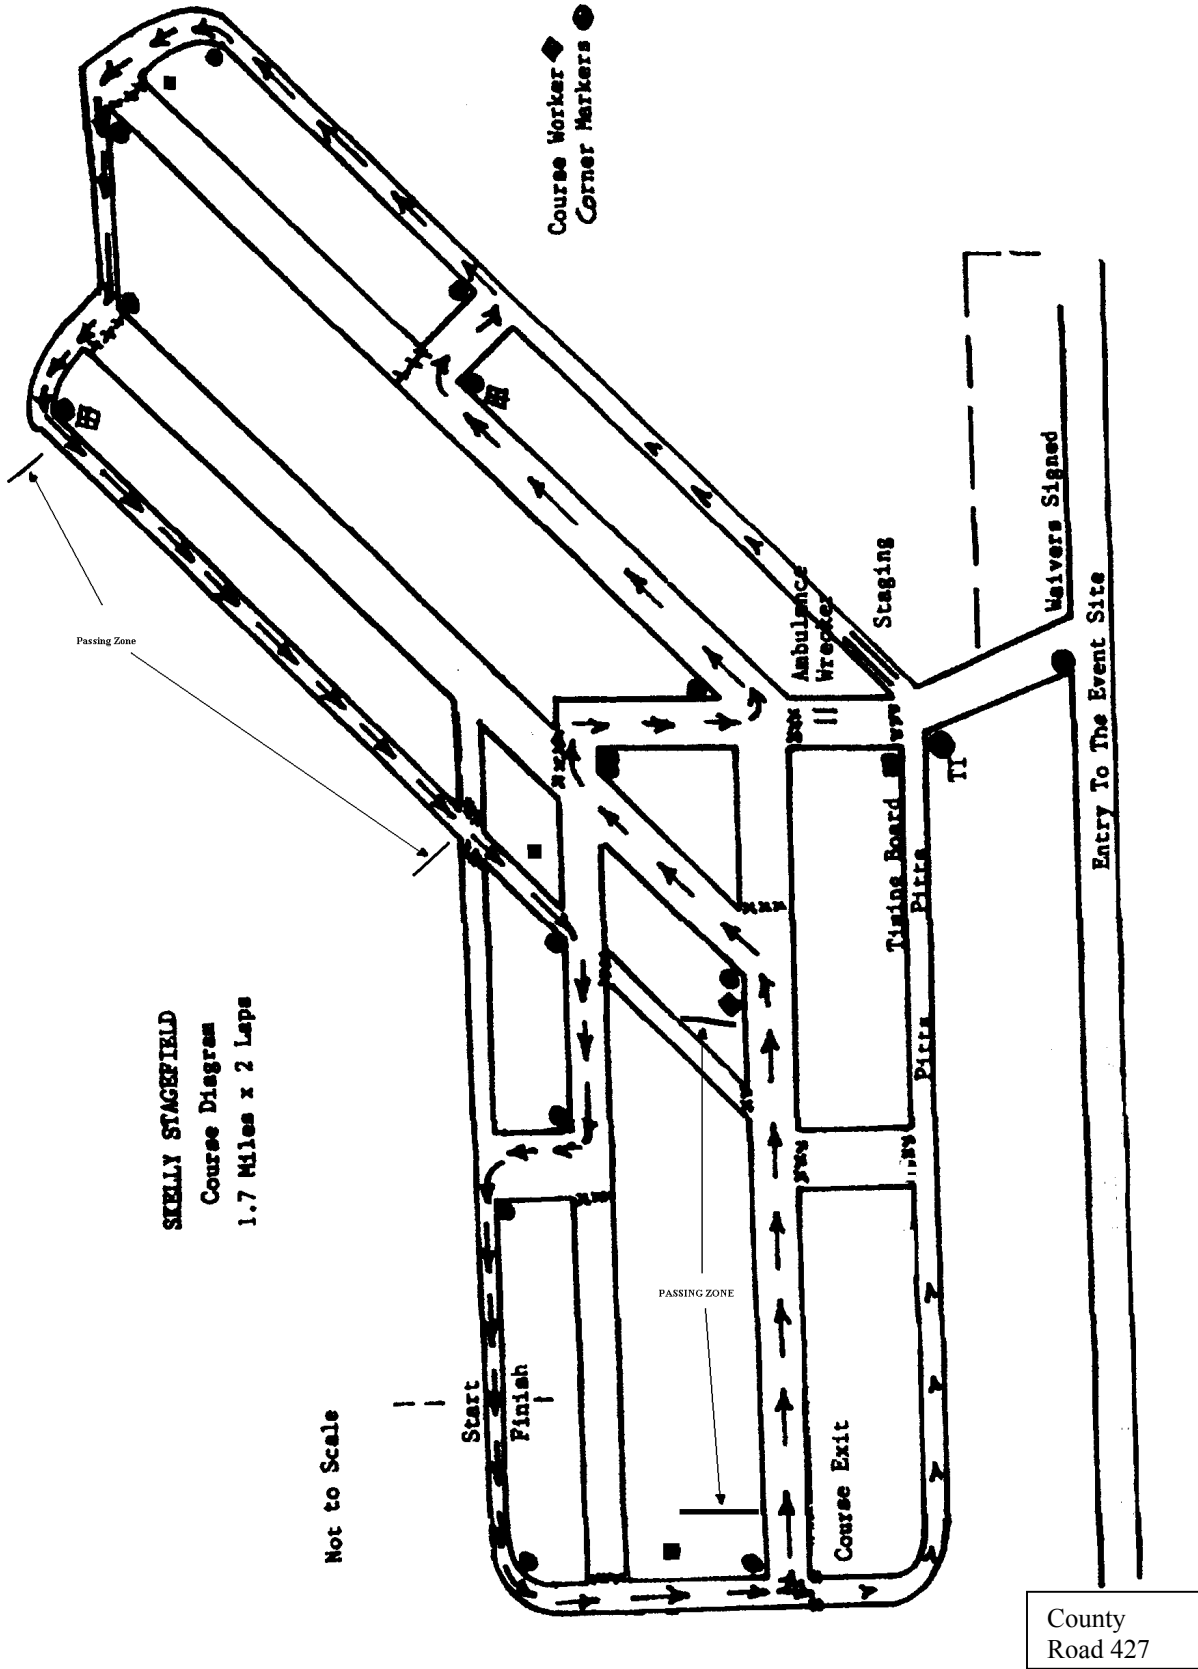 SKELLY STAGEFIELD
Course Diagram
1.7 Miles x 2 Laps
Not to Scale
Course Worker
Corner Markers
Passing Zone
Start
Finish
PASSING ZONE
Course Exit
Ambulance
Wrecker
Staging
Timing Board
Pitts
Pitts
TI
Waivers Signed
Entry To The Event Site
County
Road 427